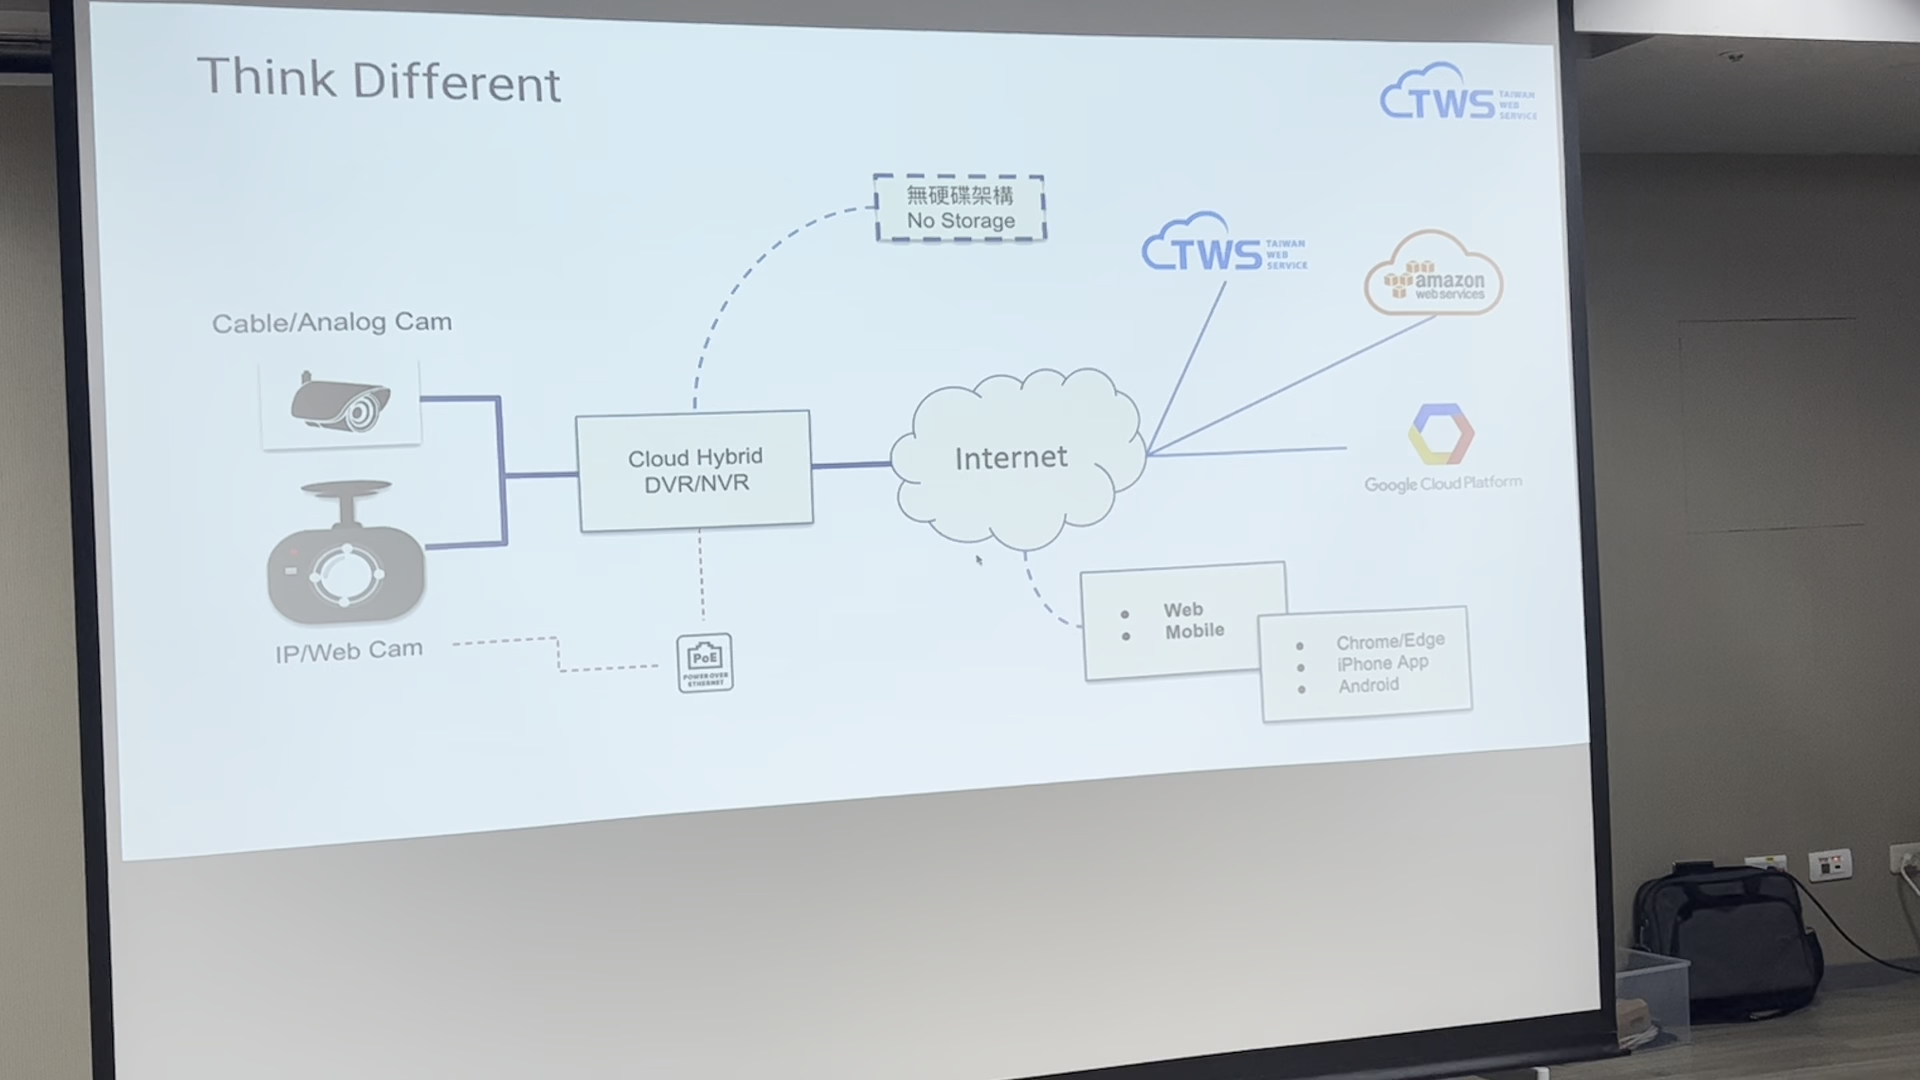 Think Different
TWS TAIWAN
WEB
SERVICE
無硬碟架構
No Storage
TWS TAIWAN
WEB
SERVICE
amazon
webservices
Cable/Analog Cam
Cloud Hybrid
DVR/NVR
Internet
Google Cloud Platform
IP/Web Cam
PoE
POWER OVER
ETHERNET
• Web
• Mobile
• Chrome/Edge
• iPhone App
• Android